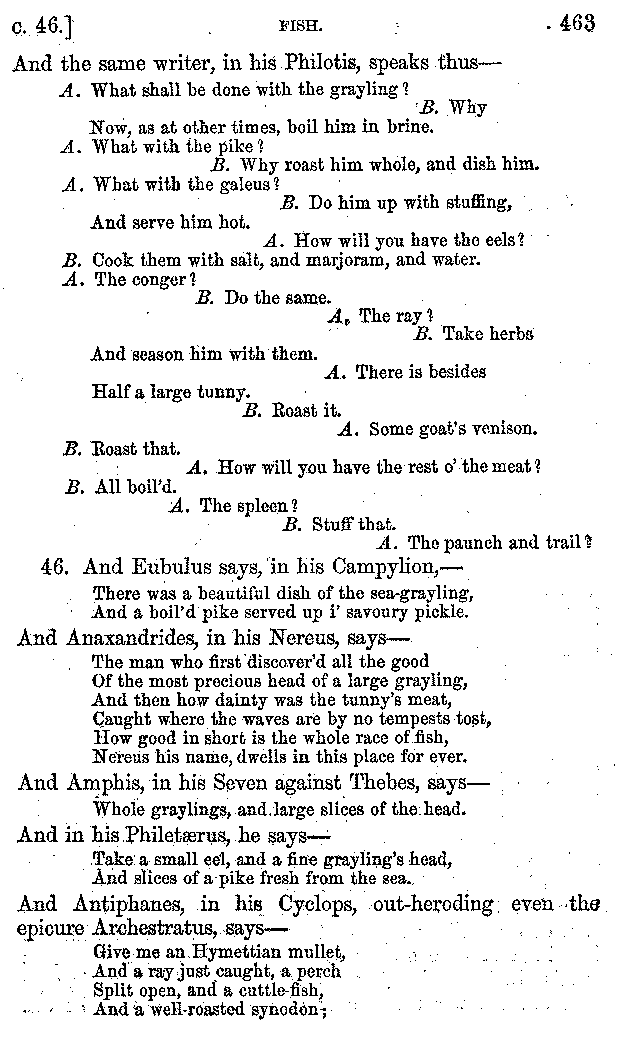 c. 46.] FISH. 463
And the same writer, in his Philotis, speaks thus—
A. What shall be done with the grayling?
B. Why
Now, as at other times, boil him in brine.
A. What with the pike?
B. Why roast him whole, and dish him.
A. What with the galeus?
B. Do him up with stuffing,
And serve him hot.
A. How will you have the eels?
B. Cook them with salt, and marjoram, and water.
A. The conger?
B. Do the same.
A. The ray?
B. Take herbs
And season him with them.
A. There is besides
Half a large tunny.
B. Roast it.
A. Some goat's venison.
B. Roast that.
A. How will you have the rest o' the meat?
B. All boil'd.
A. The spleen?
B. Stuff that.
A. The paunch and trail?
46. And Eubulus says, in his Campylion,—
There was a beautiful dish of the sea-grayling,
And a boil'd pike served up i' savoury pickle.
And Anaxandrides, in his Nereus, says—
The man who first discover'd all the good
Of the most precious head of a large grayling,
And then how dainty was the tunny's meat,
Caught where the waves are by no tempests tost,
How good in short is the whole race of fish,
Nereus his name, dwells in this place for ever.
And Amphis, in his Seven against Thebes, says—
Whole graylings, and large slices of the head.
And in his Philetærus, he says—
Take a small eel, and a fine grayling's head,
And slices of a pike fresh from the sea.
And Antiphanes, in his Cyclops, out-heroding even the
epicure Archestratus, says—
Give me an Hymettian mullet,
And a ray just caught, a perch
Split open, and a cuttle-fish,
And a well-roasted synodon;